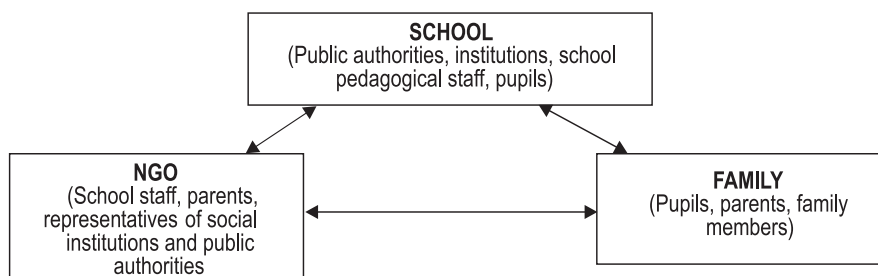 SCHOOL
(Public authorities, institutions, school
pedagogical staff, pupils)
NGO
(School staff, parents,
representatives of social
institutions and public
authorities
FAMILY
(Pupils, parents, family
members)